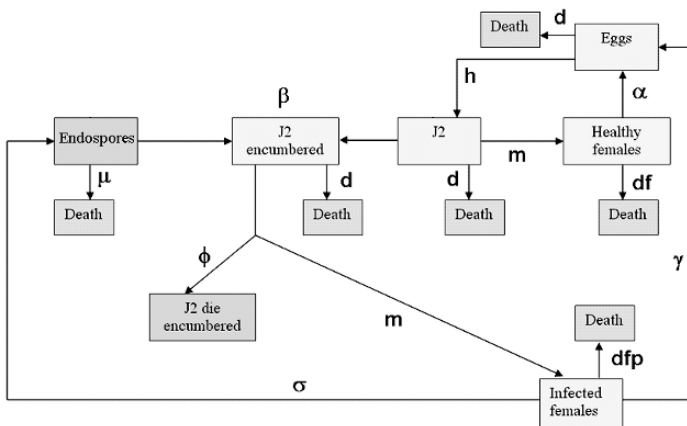 Death
d
Eggs
h
α
β
Endospores
J2
encumbered
J2
m
Healthy
females
μ
d
d
df
Death
Death
Death
Death
ϕ
γ
J2 die
encumbered
m
Death
dfp
σ
Infected
females